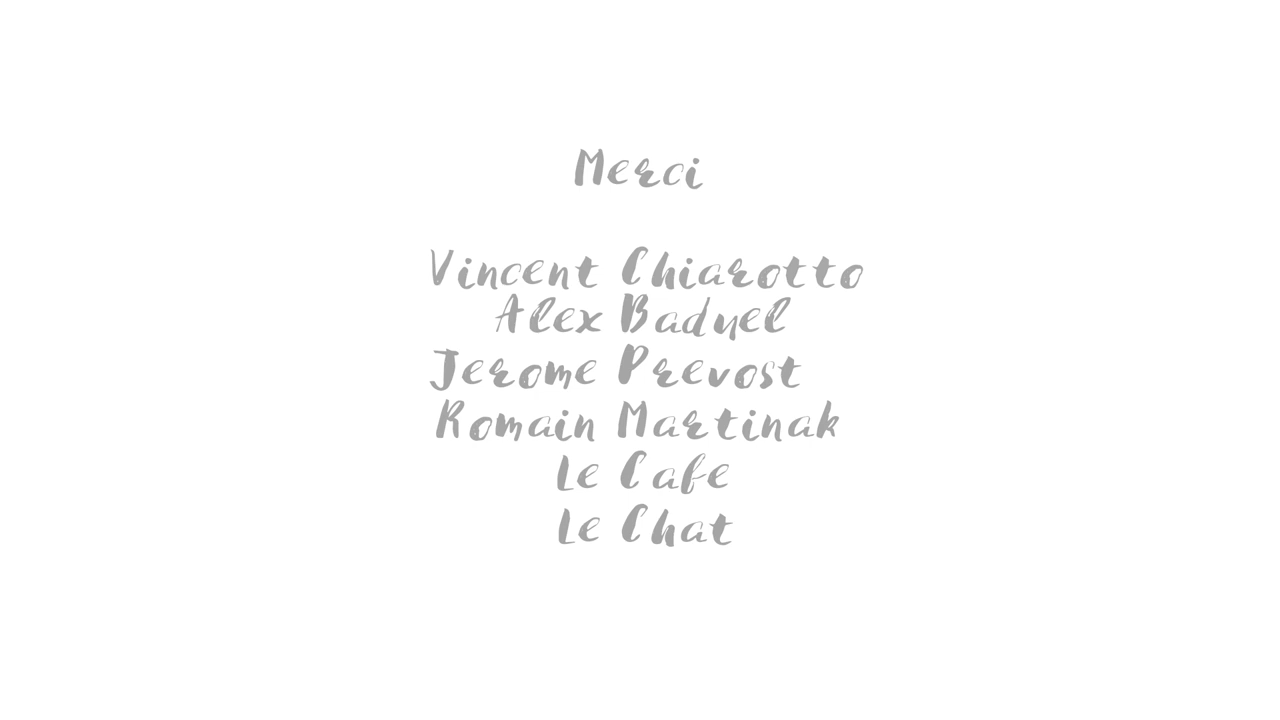 Merci
Vincent Chiarotto
Alex Baduel
Jerome Prevost
Romain Martinak
Le Cafe
Le Chat